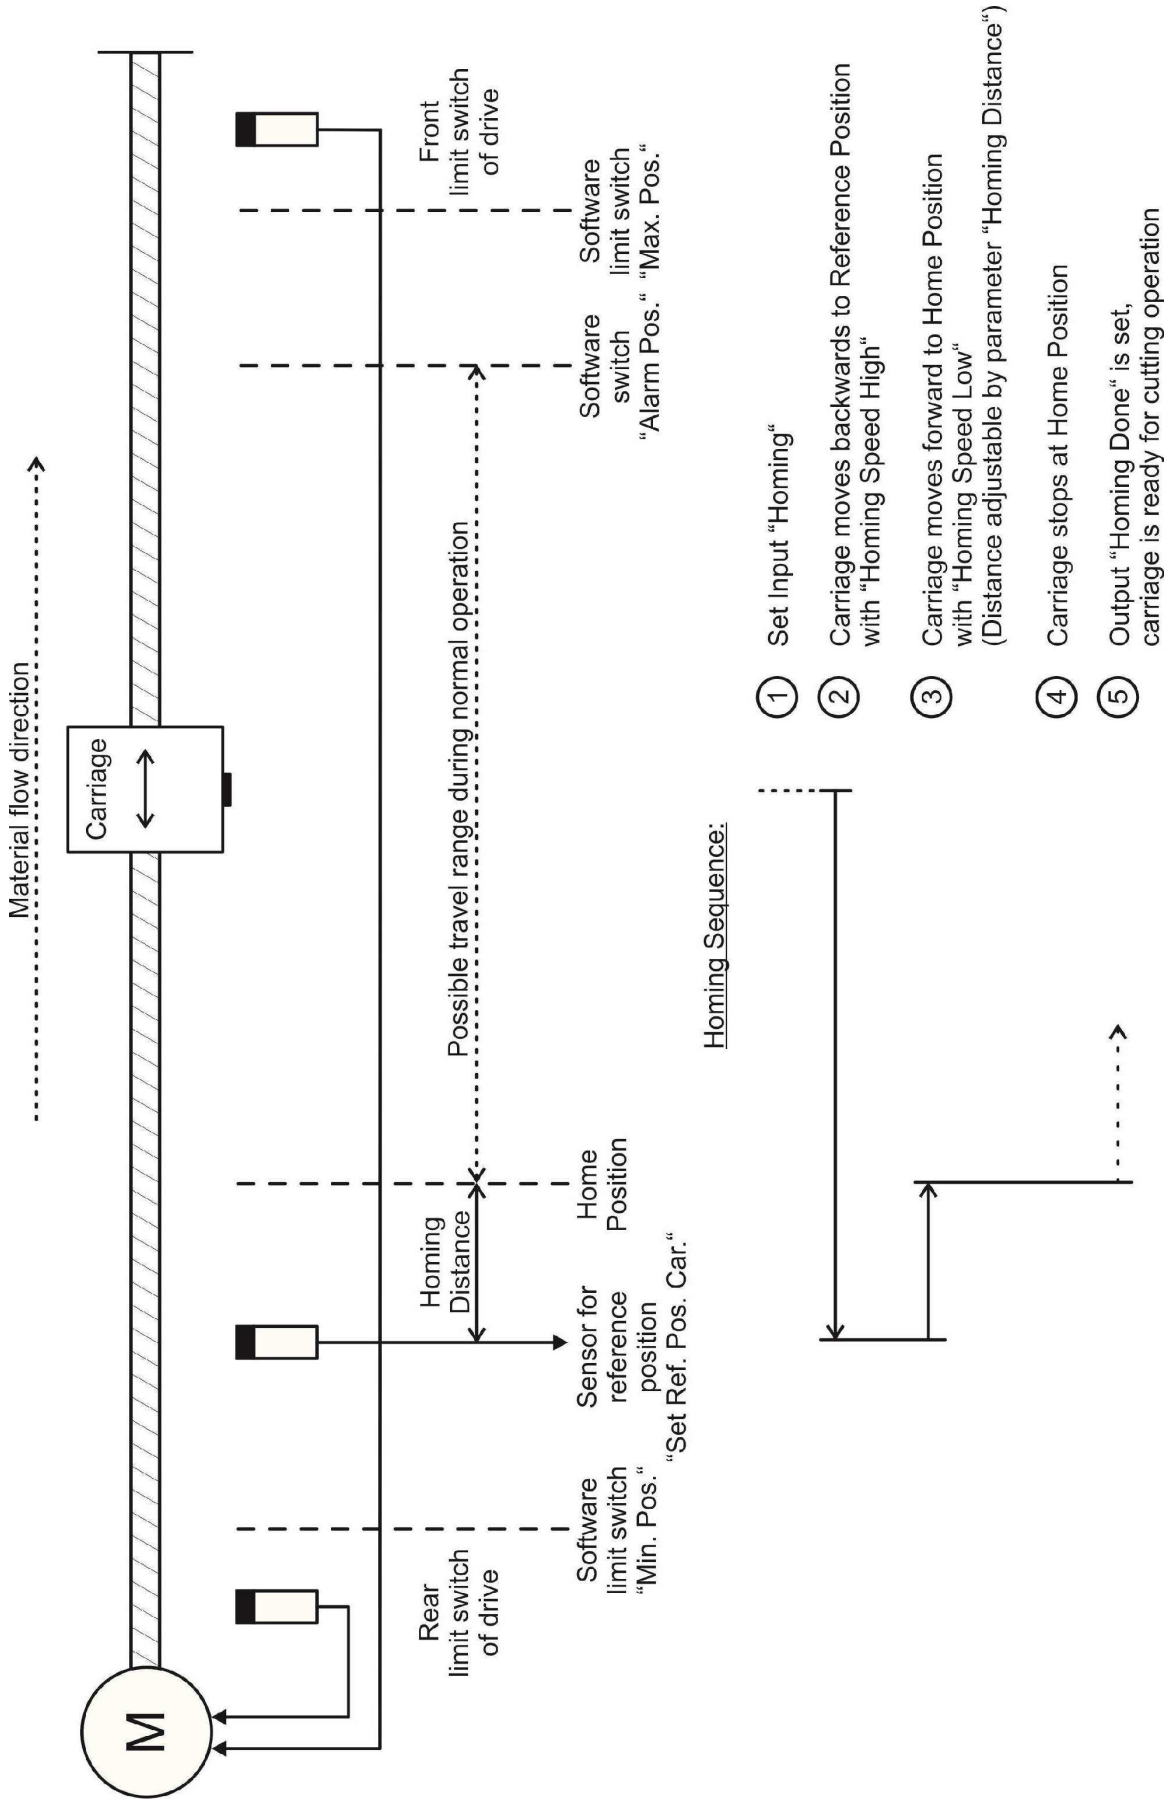 Material flow direction
Carriage
M
Rear
limit switch
of drive
Homing
Distance
Possible travel range during normal operation
Front
limit switch
of drive
Software
limit switch
“Min. Pos.“
Sensor for
reference
position
“Set Ref. Pos. Car.“
Home
Position
Software
switch
“Alarm Pos.“
Software
limit switch
“Max. Pos.“
Homing Sequence:
1 Set Input “Homing“
2 Carriage moves backwards to Reference Position
with “Homing Speed High“
3 Carriage moves forward to Home Position
with “Homing Speed Low“
(Distance adjustable by parameter “Homing Distance“)
4 Carriage stops at Home Position
5 Output “Homing Done“ is set,
carriage is ready for cutting operation